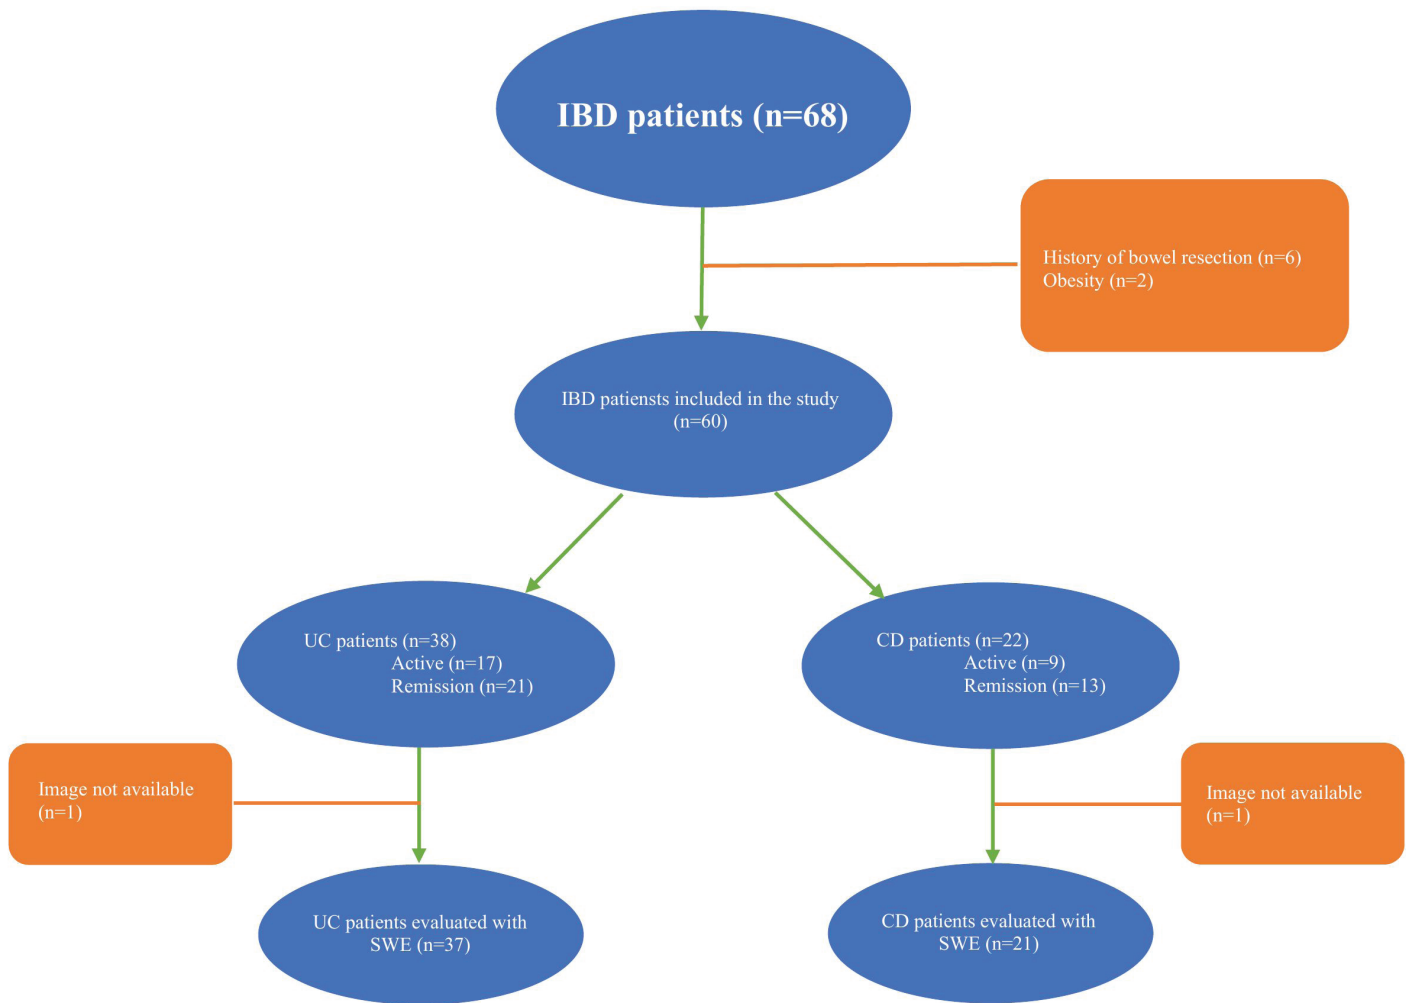 IBD patients (n=68)
History of bowel resection (n=6)
Obesity (n=2)
IBD patiensts included in the study
(n=60)
UC patients (n=38)
Active (n=17)
Remission (n=21)
CD patients (n=22)
Active (n=9)
Remission (n=13)
Image not available
(n=1)
Image not available
(n=1)
UC patients evaluated with
SWE (n=37)
CD patients evaluated with
SWE (n=21)